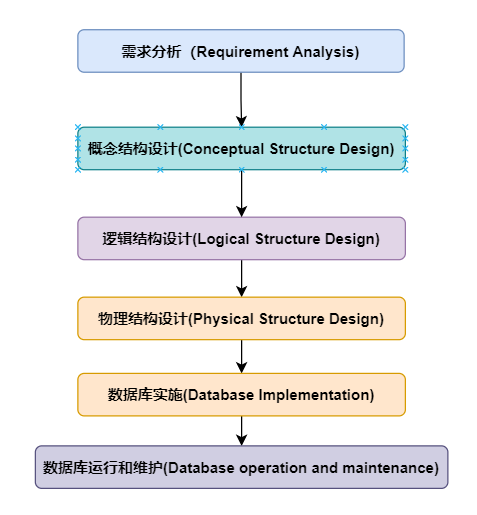 需求分析（Requirement Analysis)
概念结构设计(Conceptual Structure Design)
逻辑结构设计(Logical Structure Design)
物理结构设计(Physical Structure Design)
数据库实施(Database Implementation)
数据库运行和维护(Database operation and maintenance)